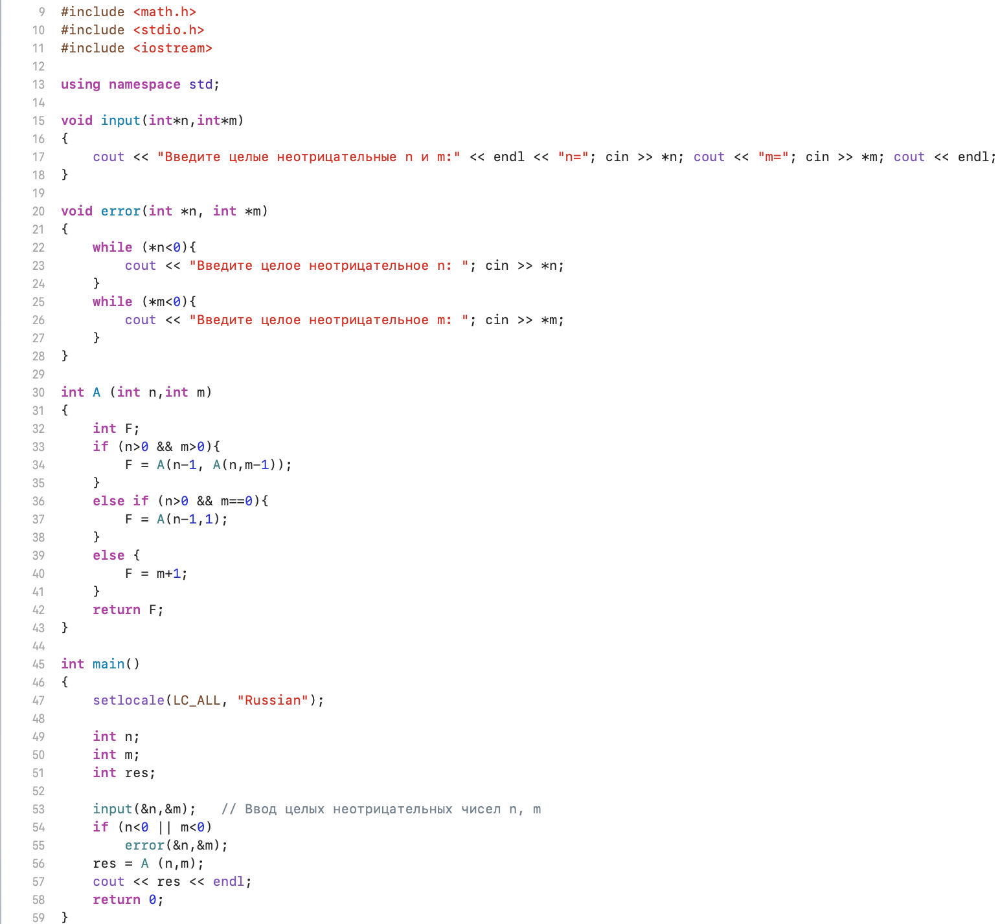 9 #include <math.h>
10 #include <stdio.h>
11 #include <iostream>
12
13 using namespace std;
14
15 void input(int*n,int*m)
16 {
17     cout << "Введите целые неотрицательные n и m:" << endl << "n="; cin >> *n; cout << "m="; cin >> *m; cout << endl;
18 }
19
20 void error(int *n, int *m)
21 {
22     while (*n<0){
23         cout << "Введите целое неотрицательное n: "; cin >> *n;
24     }
25     while (*m<0){
26         cout << "Введите целое неотрицательное m: "; cin >> *m;
27     }
28 }
29
30 int A (int n,int m)
31 {
32     int F;
33     if (n>0 && m>0){
34         F = A(n-1, A(n,m-1));
35     }
36     else if (n>0 && m==0){
37         F = A(n-1,1);
38     }
39     else {
40         F = m+1;
41     }
42     return F;
43 }
44
45 int main()
46 {
47     setlocale(LC_ALL, "Russian");
48
49     int n;
50     int m;
51     int res;
52
53     input(&n,&m);   // Ввод целых неотрицательных чисел n, m
54     if (n<0 || m<0)
55         error(&n,&m);
56     res = A (n,m);
57     cout << res << endl;
58     return 0;
59 }